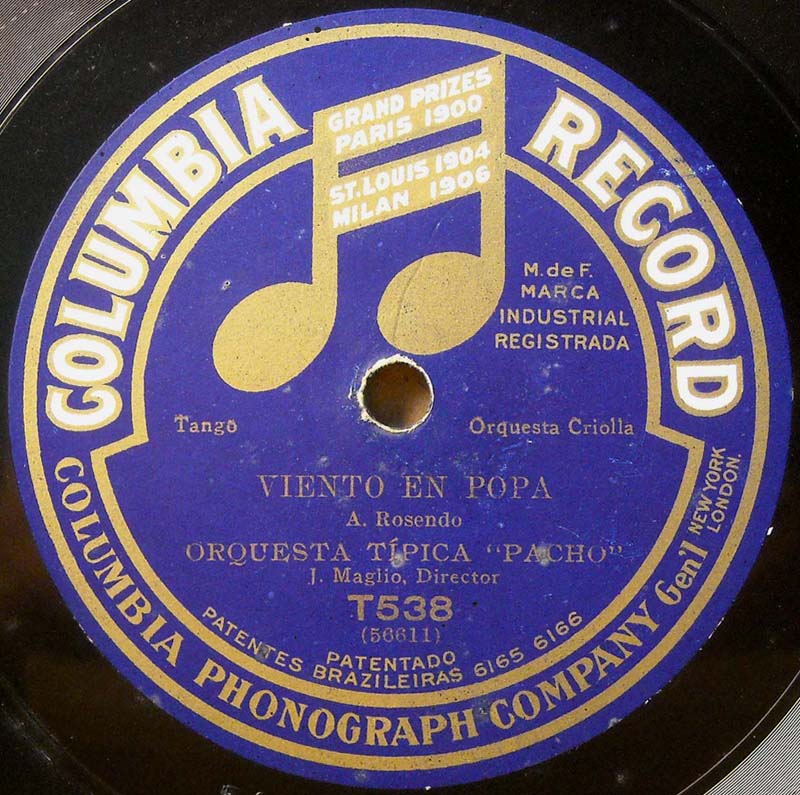 COLUMBIA RECORD
GRAND PRIZES
PARIS 1900
ST. LOUIS 1904
MILAN 1906
M. de F.
MARCA
INDUSTRIAL
REGISTRADA
Tango
Orquesta Criolla
VIENTO EN POPA
A. Rosendo
ORQUESTA TÍPICA "PACHO"
J. Maglio, Director
T538
(56611)
PATENTADO
PATENTES BRAZILEIRAS 6165 6166
COLUMBIA PHONOGRAPH COMPANY Gen'l
NEW YORK
LONDON.